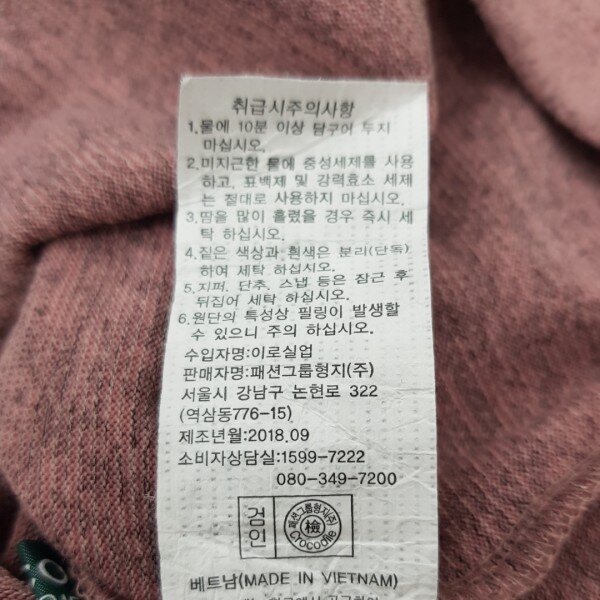 취급시주의사항
1.물에 10분 이상 담구어 두지
마십시오.
2.미지근한 물에 중성세제를 사용
하고, 표백제 및 강력효소 세제
는 절대로 사용하지 마십시오.
3.땀을 많이 흘렸을 경우 즉시 세
탁 하십시오.
4.짙은 색상과 흰색은 분리(단독)
하여 세탁 하십시오.
5.지퍼, 단추, 스냅 등은 잠근 후
뒤집어 세탁 하십시오.
6.원단의 특성상 필링이 발생할
수 있으니 주의 하십시오.
수입자명:이로실업
판매자명:패션그룹형지(주)
서울시 강남구 논현로 322
(역삼동776-15)
제조년월:2018.09
소비자상담실:1599-7222
080-349-7200
검인
패션그룹형지(주)
檢
Crocodile
베트남(MADE IN VIETNAM)